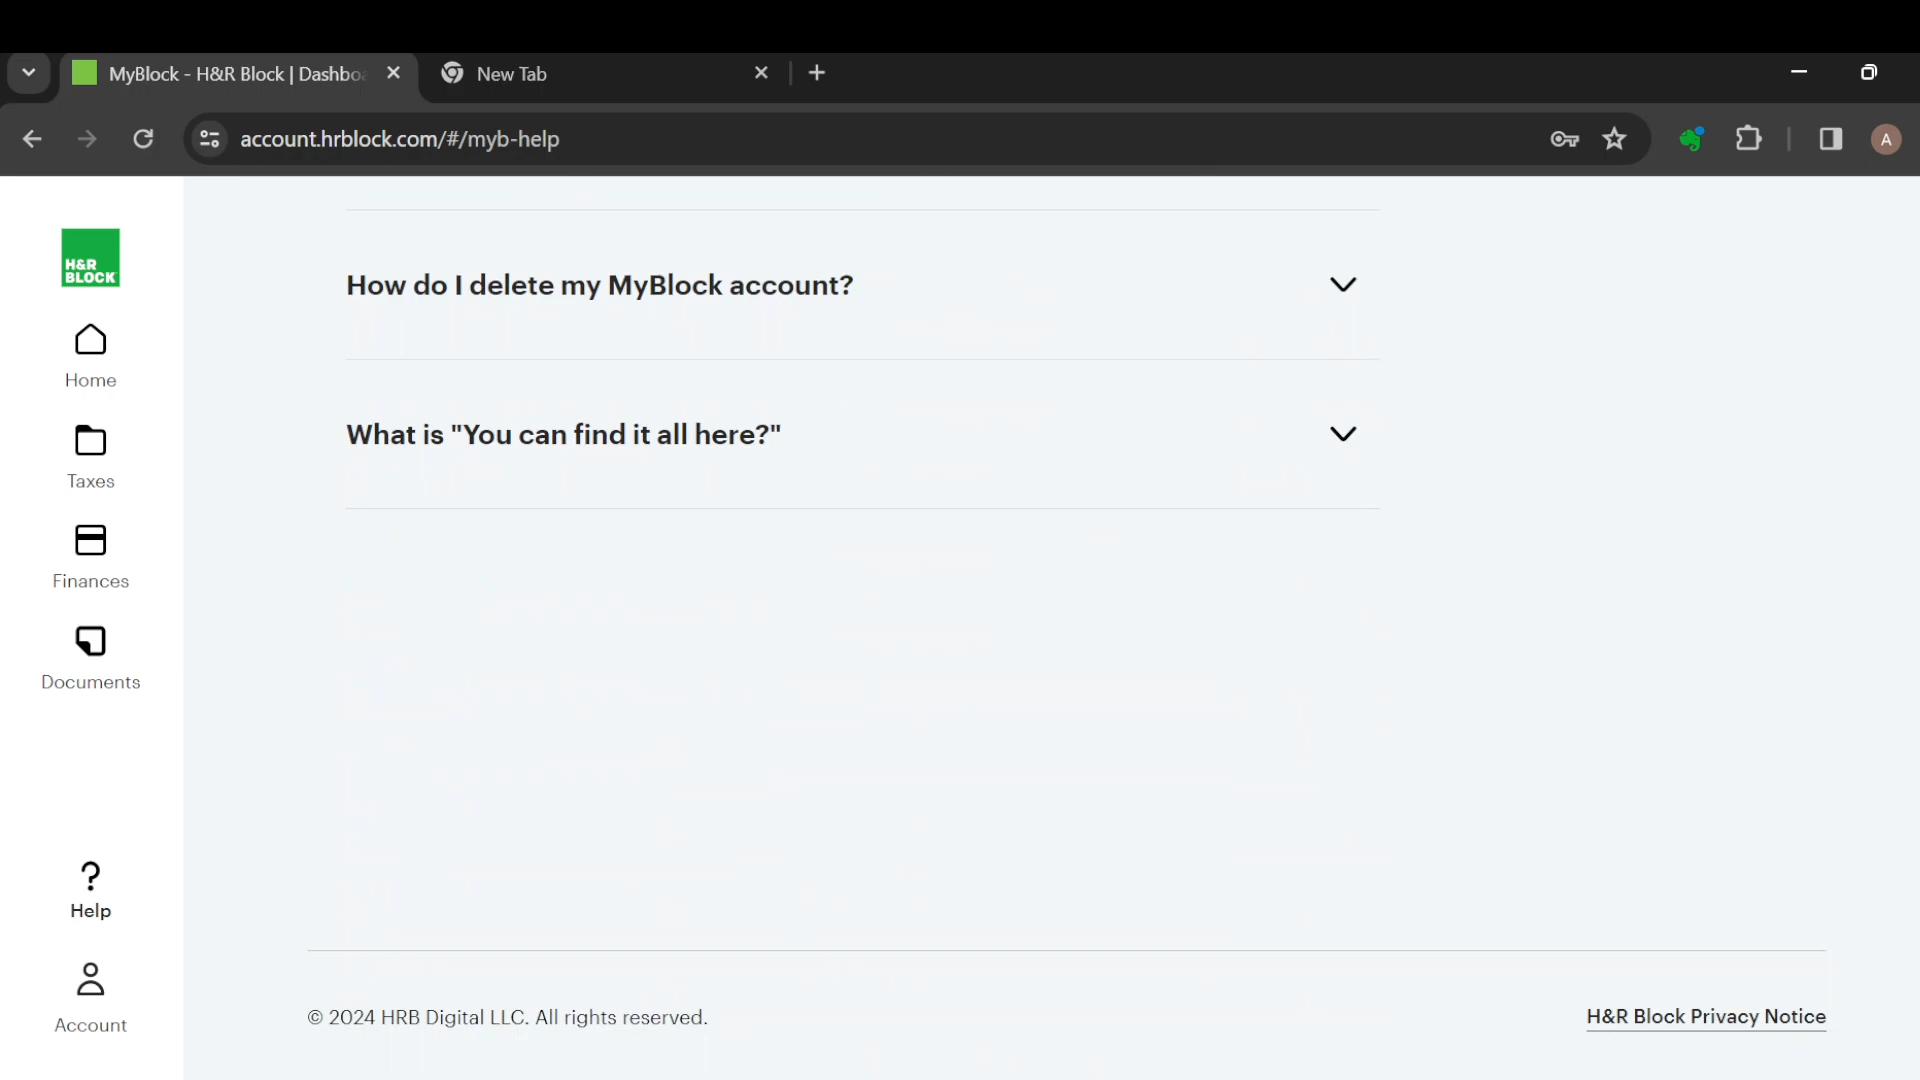 MyBlock - H&R Block | Dashboa
New Tab
account.hrblock.com/#/myb-help
A
H&R
BLOCK
Home
Taxes
Finances
Documents
?
Help
Account
How do I delete my MyBlock account?
What is "You can find it all here?"
© 2024 HRB Digital LLC. All rights reserved.
H&R Block Privacy Notice